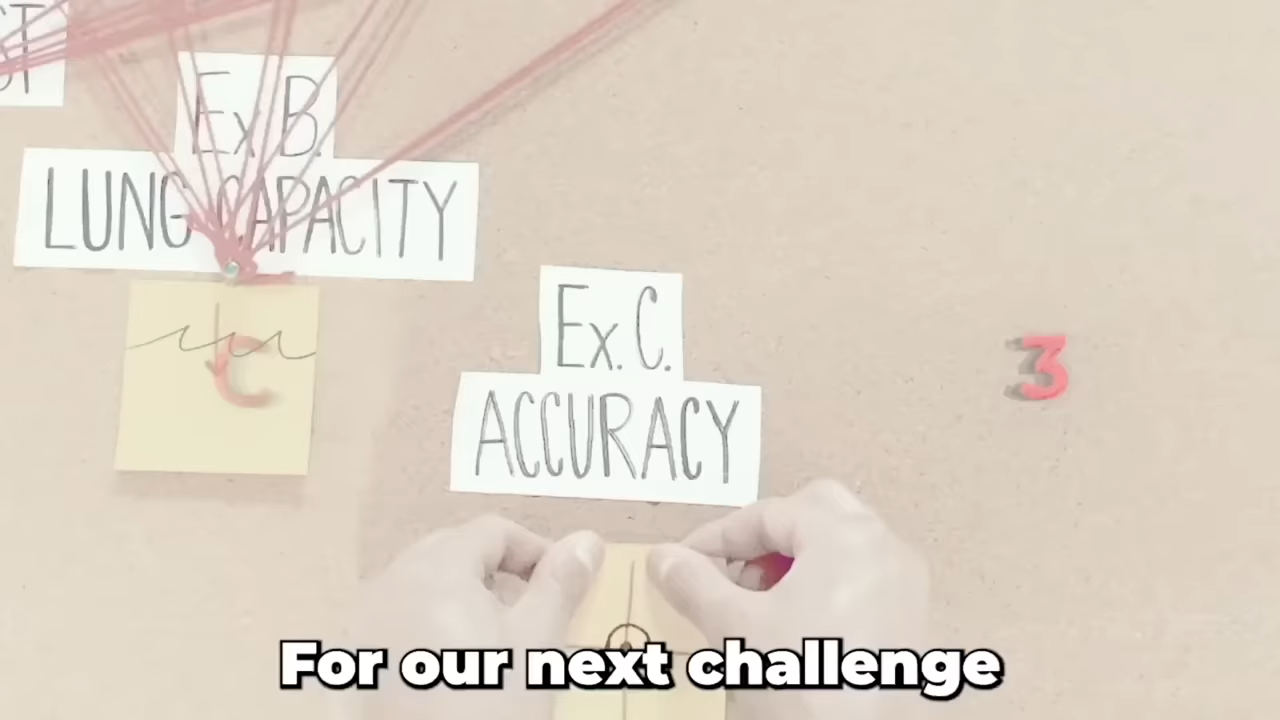 Ex B.
LUNG CAPACITY
C
Ex. C.
ACCURACY
3
For our next challenge